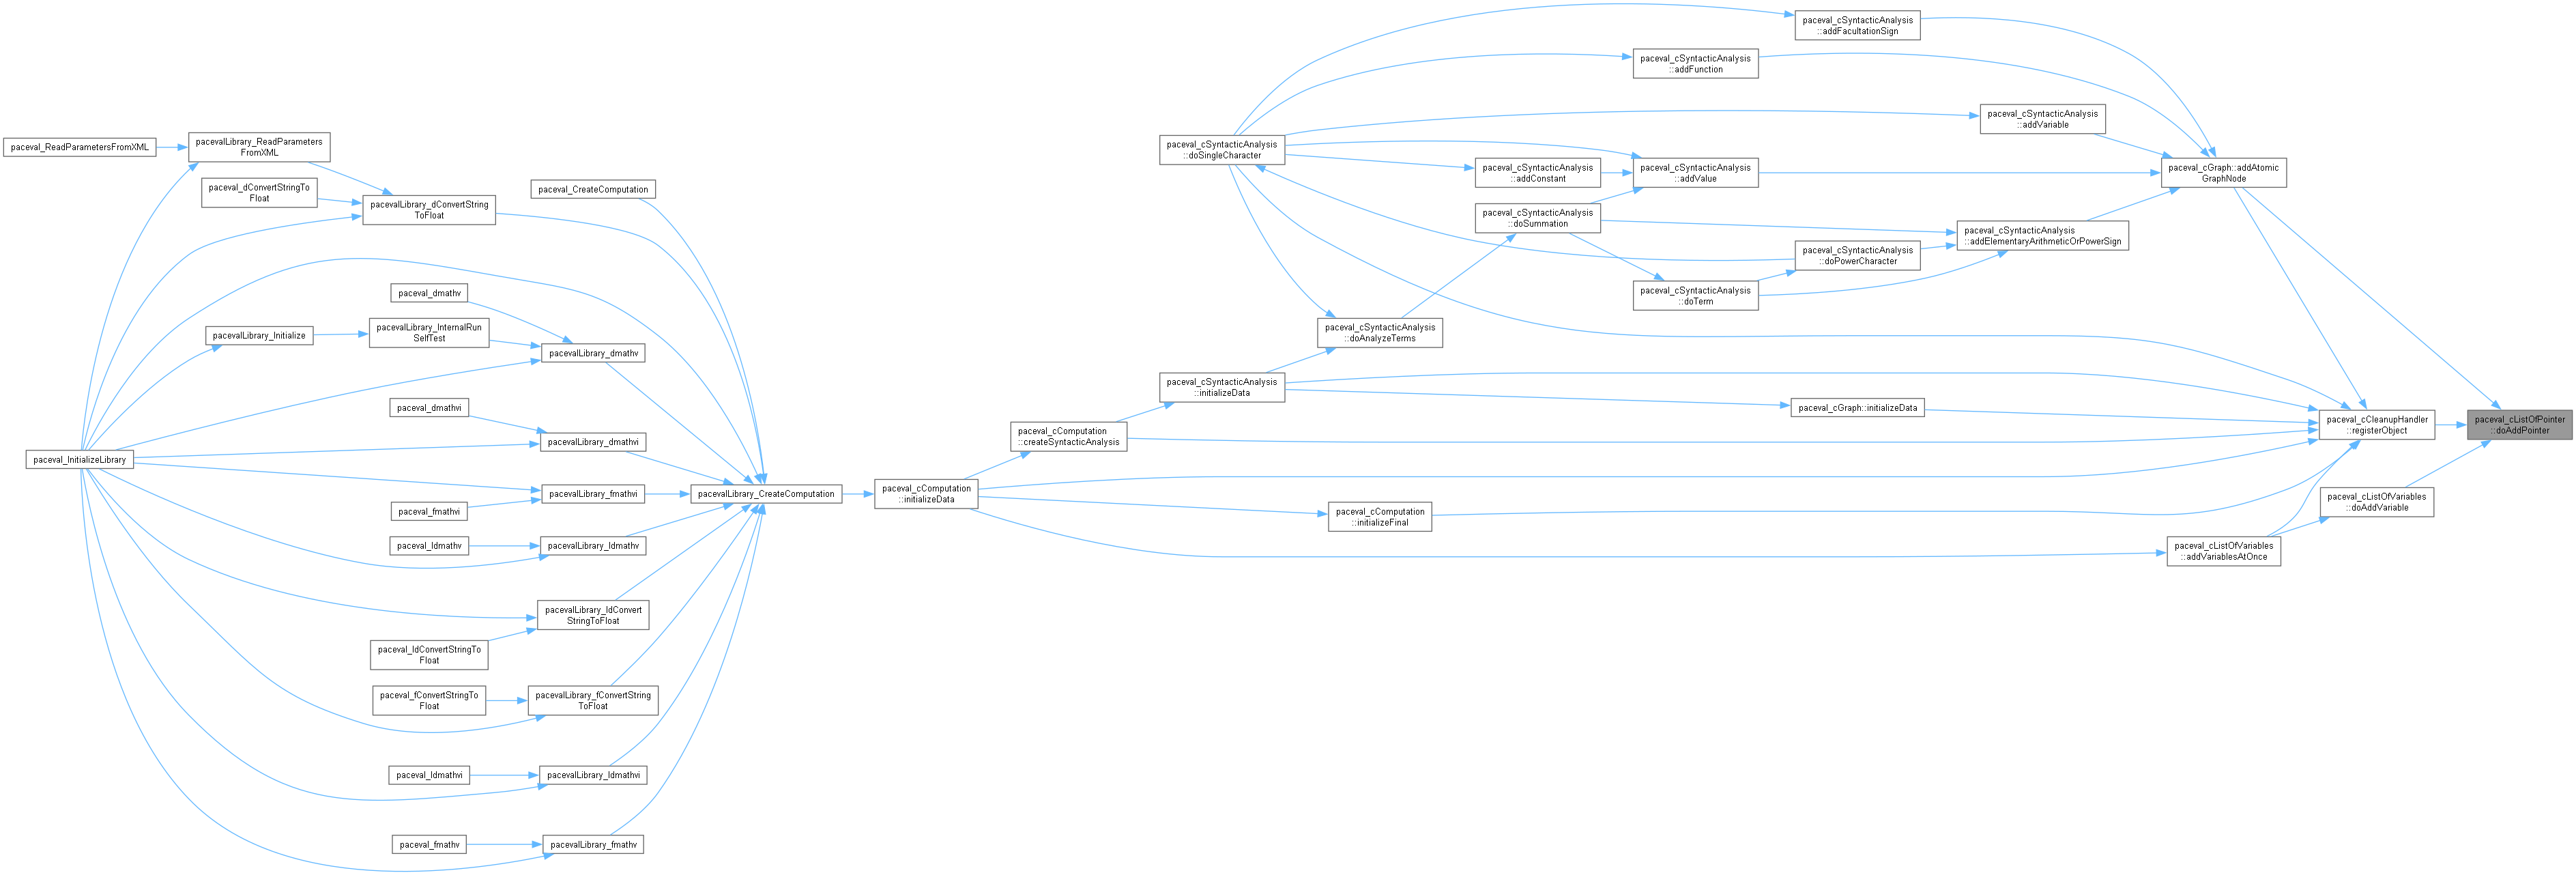 paceval_cSyntacticAnalysis
::addFacultationSign
paceval_cSyntacticAnalysis
::addFunction
paceval_cSyntacticAnalysis
::addVariable
paceval_ReadParametersFromXML
pacevalLibrary_ReadParameters
FromXML
paceval_cSyntacticAnalysis
::doSingleCharacter
paceval_cSyntacticAnalysis
::addConstant
paceval_cSyntacticAnalysis
::addValue
paceval_cGraph::addAtomic
GraphNode
paceval_dConvertStringTo
Float
paceval_CreateComputation
pacevalLibrary_dConvertString
ToFloat
paceval_cSyntacticAnalysis
::doSummation
paceval_cSyntacticAnalysis
::addElementaryArithmeticOrPowerSign
paceval_cSyntacticAnalysis
::doPowerCharacter
paceval_dmathv
paceval_cSyntacticAnalysis
::doTerm
pacevalLibrary_Initialize
pacevalLibrary_InternalRun
SelfTest
pacevalLibrary_dmathv
paceval_cSyntacticAnalysis
::doAnalyzeTerms
paceval_cSyntacticAnalysis
::initializeData
paceval_dmathvi
paceval_cGraph::initializeData
pacevalLibrary_dmathvi
paceval_cComputation
::createSyntacticAnalysis
paceval_cCleanupHandler
::registerObject
paceval_cListOfPointer
::doAddPointer
paceval_InitializeLibrary
pacevalLibrary_fmathvi
pacevalLibrary_CreateComputation
paceval_cComputation
::initializeData
paceval_fmathvi
paceval_cComputation
::initializeFinal
paceval_cListOfVariables
::doAddVariable
paceval_ldmathv
pacevalLibrary_ldmathv
paceval_cListOfVariables
::addVariablesAtOnce
pacevalLibrary_ldConvert
StringToFloat
paceval_ldConvertStringTo
Float
paceval_fConvertStringTo
Float
pacevalLibrary_fConvertString
ToFloat
paceval_ldmathvi
pacevalLibrary_ldmathvi
paceval_fmathv
pacevalLibrary_fmathv